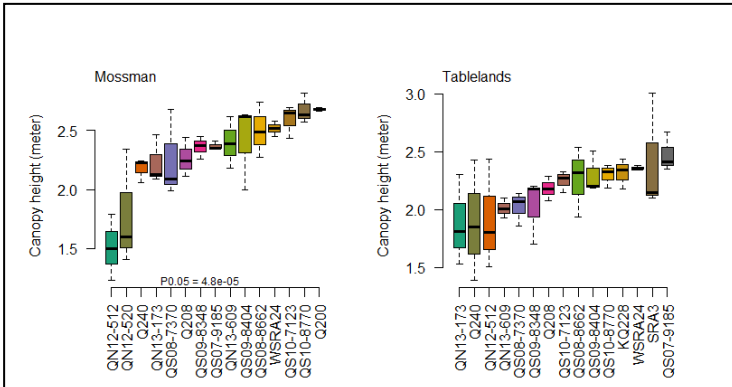 Mossman
Canopy height (meter)
2.5
2.0
1.5
P0.05 = 4.8e-05
QN12-512
QN12-520
Q240
QN13-173
QS08-7370
Q208
QS09-8348
QS07-9185
QN13-609
QS09-8404
QS08-8662
WSRA24
QS10-7123
QS10-8770
Q200
Tablelands
Canopy height (meter)
3.0
2.5
2.0
1.5
QN13-173
Q240
QN12-512
QN13-609
QS08-7370
QS09-8348
Q208
QS10-7123
QS08-8662
QS09-8404
QS10-8770
KQ228
WSRA24
SRA3
QS07-9185